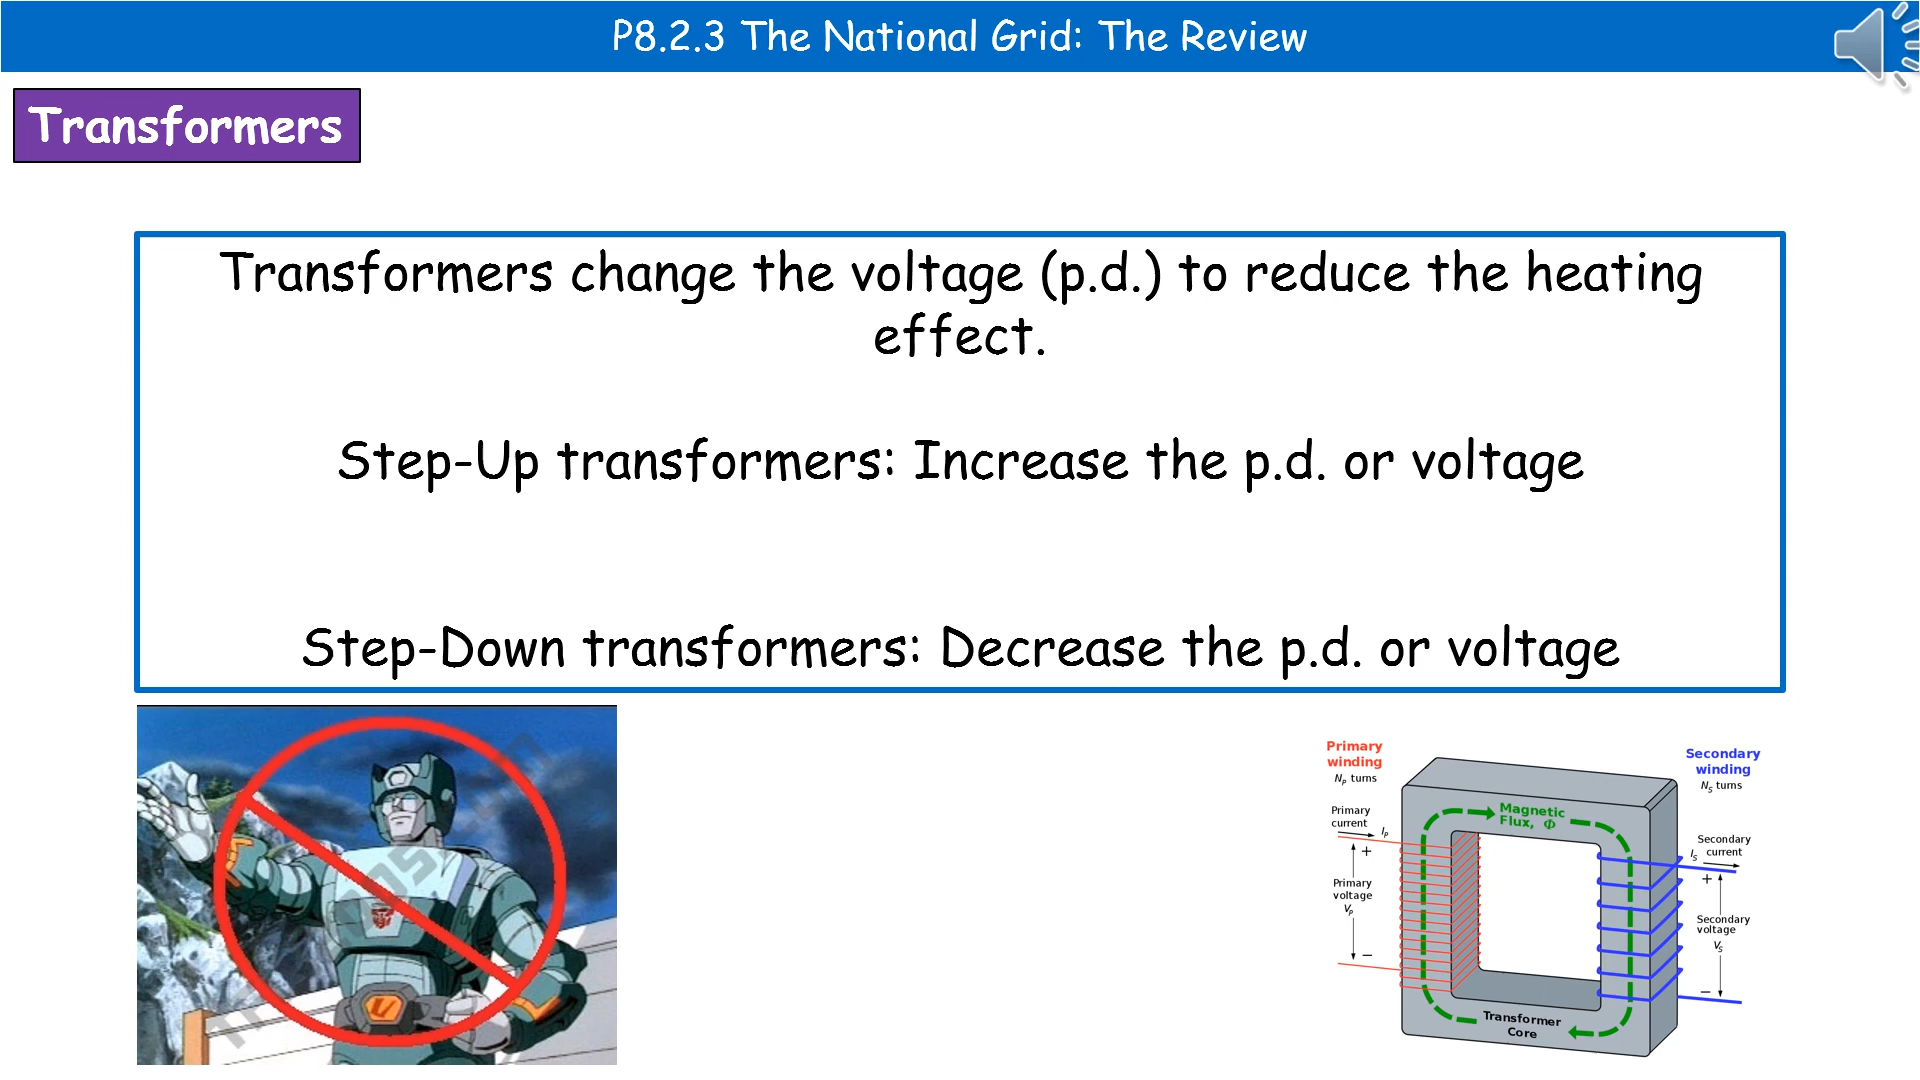 P8.2.3 The National Grid: The Review
Transformers
Transformers change the voltage (p.d.) to reduce the heating
effect.
Step-Up transformers: Increase the p.d. or voltage
Step-Down transformers: Decrease the p.d. or voltage
Primary
winding
NP turns
Primary
current
IP
+
Primary
voltage
VP
−
Magnetic
Flux, Φ
Transformer
Core
Secondary
winding
NS turns
Secondary
current
IS
+
Secondary
voltage
VS
−